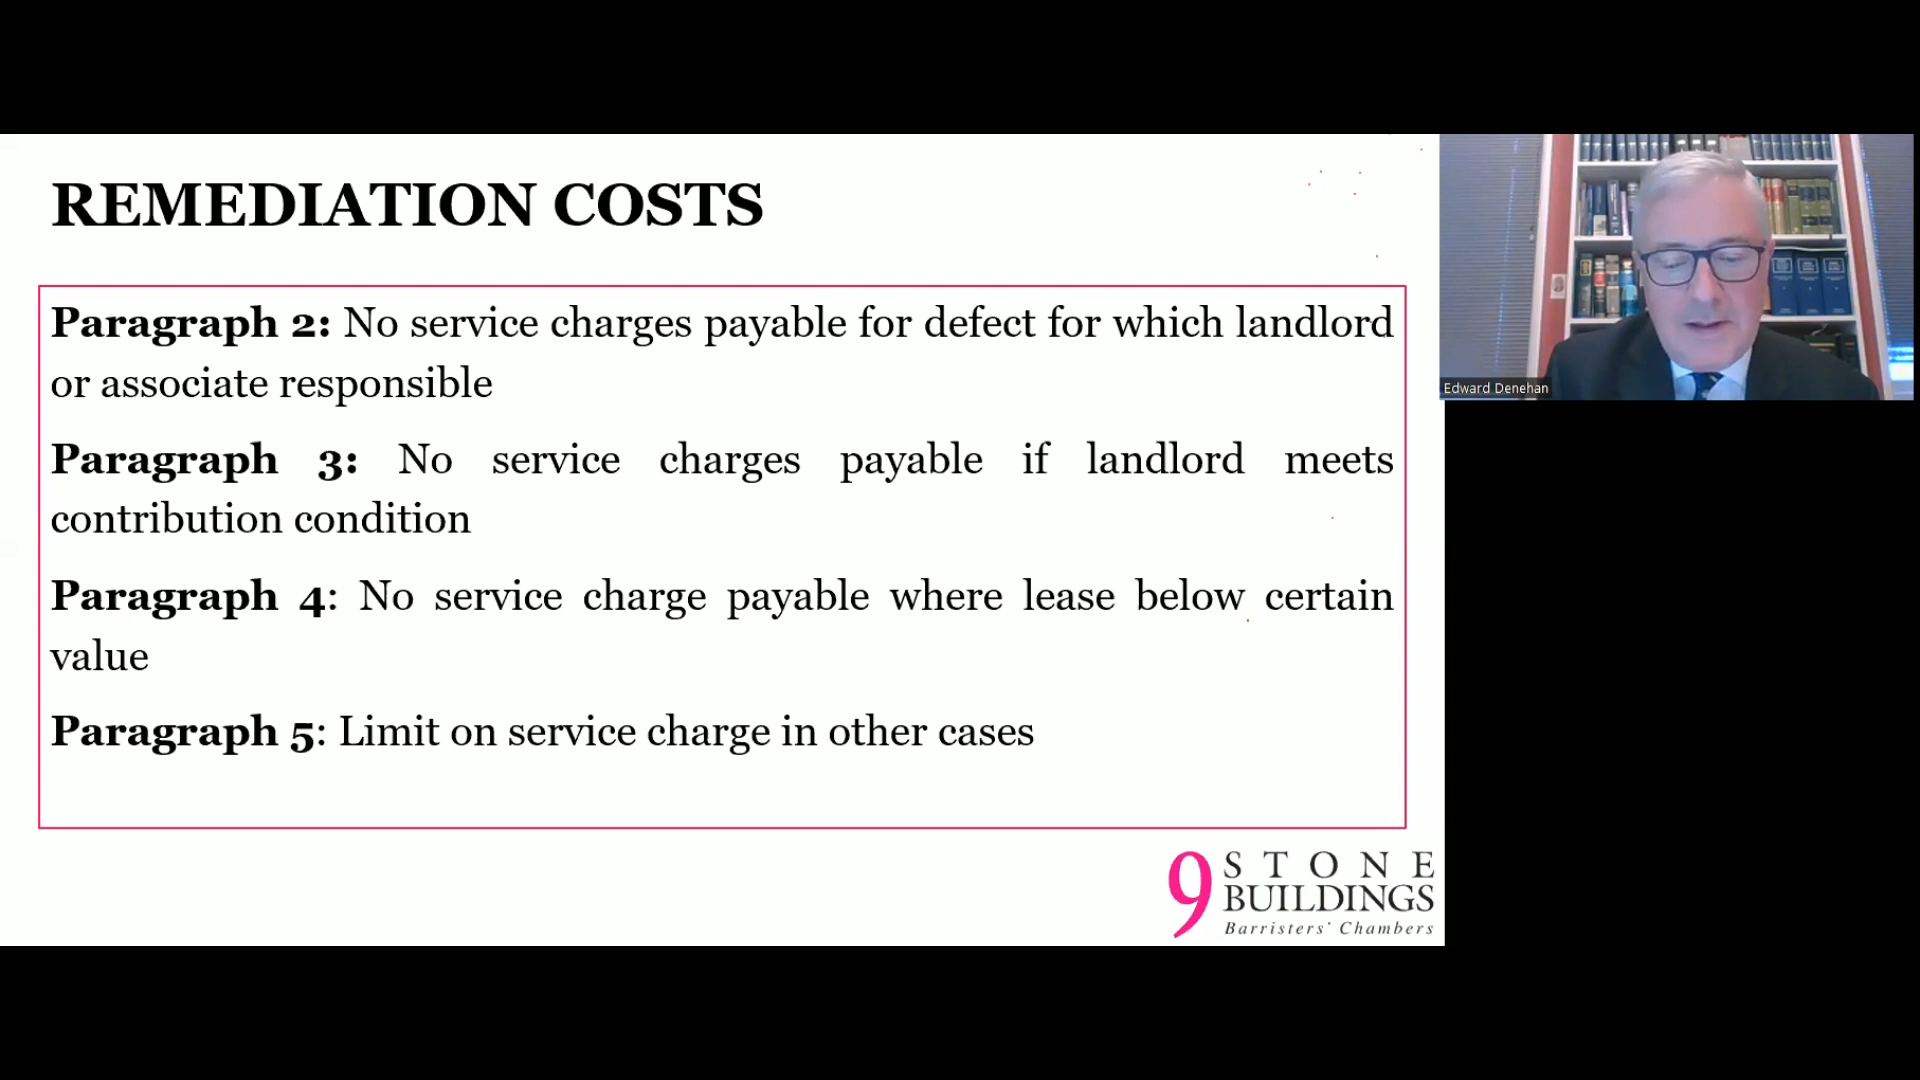 REMEDIATION COSTS
Paragraph 2: No service charges payable for defect for which landlord
or associate responsible
Paragraph 3: No service charges payable if landlord meets
contribution condition
Paragraph 4: No service charge payable where lease below certain
value
Paragraph 5: Limit on service charge in other cases
9 STONE
BUILDINGS
Barristers' Chambers
Edward Denehan